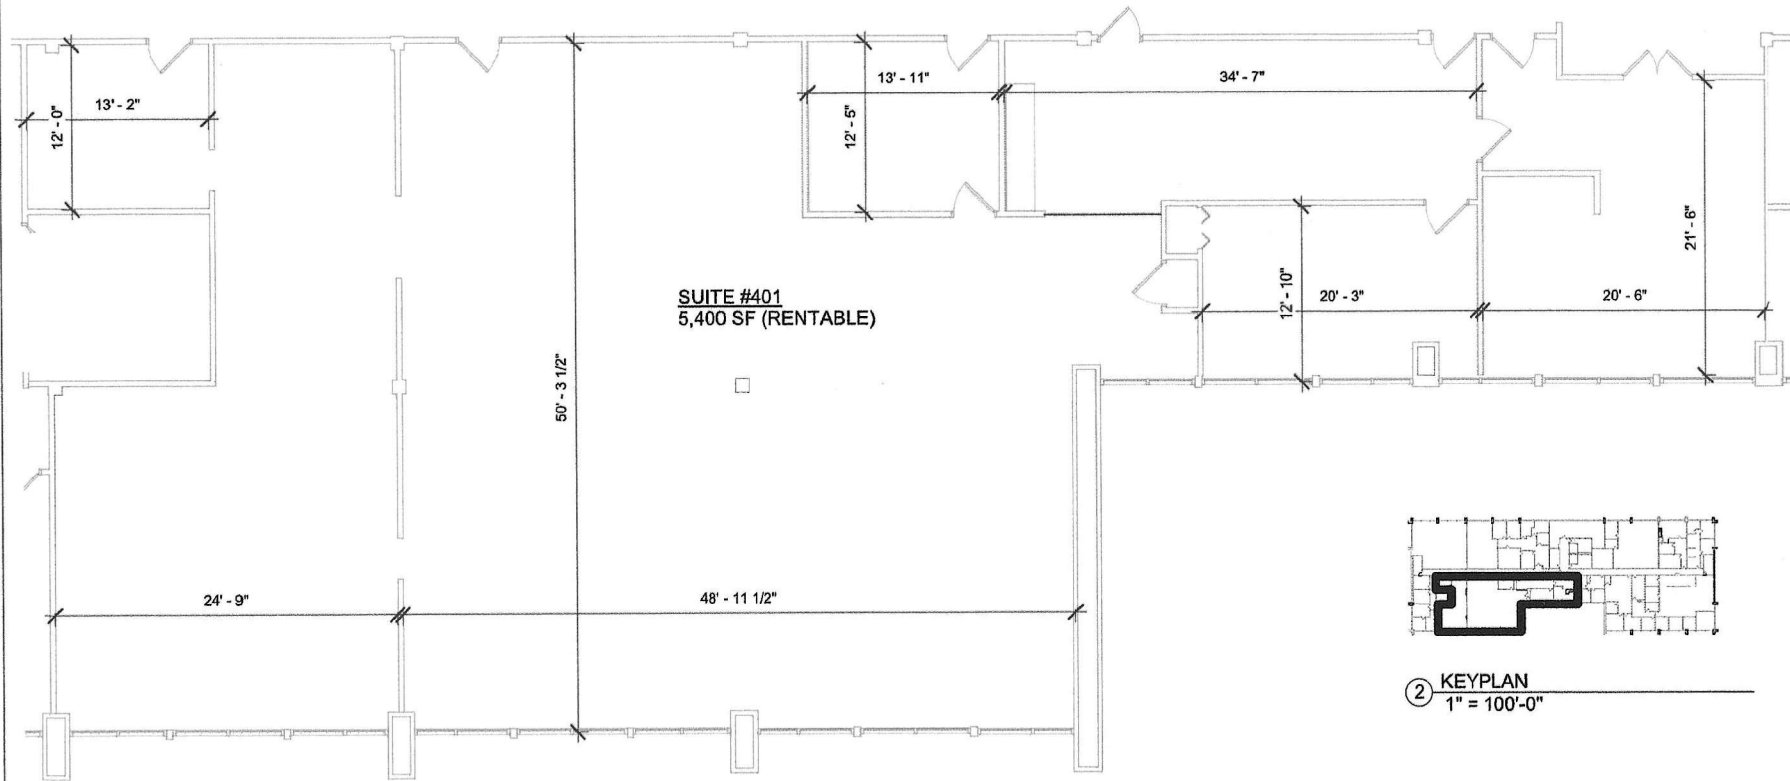 13' - 11"
34' - 7"
13' - 2"
12' - 0"
12' - 5"
21' - 6"
SUITE #401
5,400 SF (RENTABLE)
12' - 10"
20' - 3"
20' - 6"
50' - 3 1/2"
24' - 9"
48' - 11 1/2"
2
KEYPLAN
1" = 100'-0"